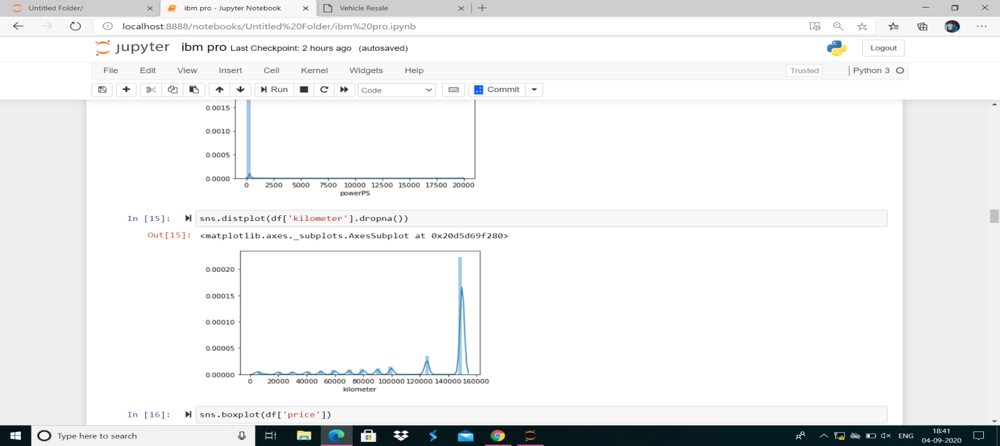 Untitled Folder/
ibm pro - Jupyter Notebook
Vehicle Resale
localhost:8888/notebooks/Untitled%20Folder/ibm%20pro.ipynb
jupyter ibm pro Last Checkpoint: 2 hours ago (autosaved)
Logout
File Edit View Insert Cell Kernel Widgets Help
Trusted
Python 3
Run
Code
Commit
0.0015
0.0010
0.0005
0.0000
0 2500 5000 7500 10000 12500 15000 17500 20000
powerPS
In [15]: sns.distplot(df['kilometer'].dropna())
Out[15]: <matplotlib.axes._subplots.AxesSubplot at 0x20d5d69f280>
0.00020
0.00015
0.00010
0.00005
0.00000
0 20000 40000 60000 80000 100000 120000 140000 160000
kilometer
In [16]: sns.boxplot(df['price'])
Type here to search
ENG
18:41
04-09-2020